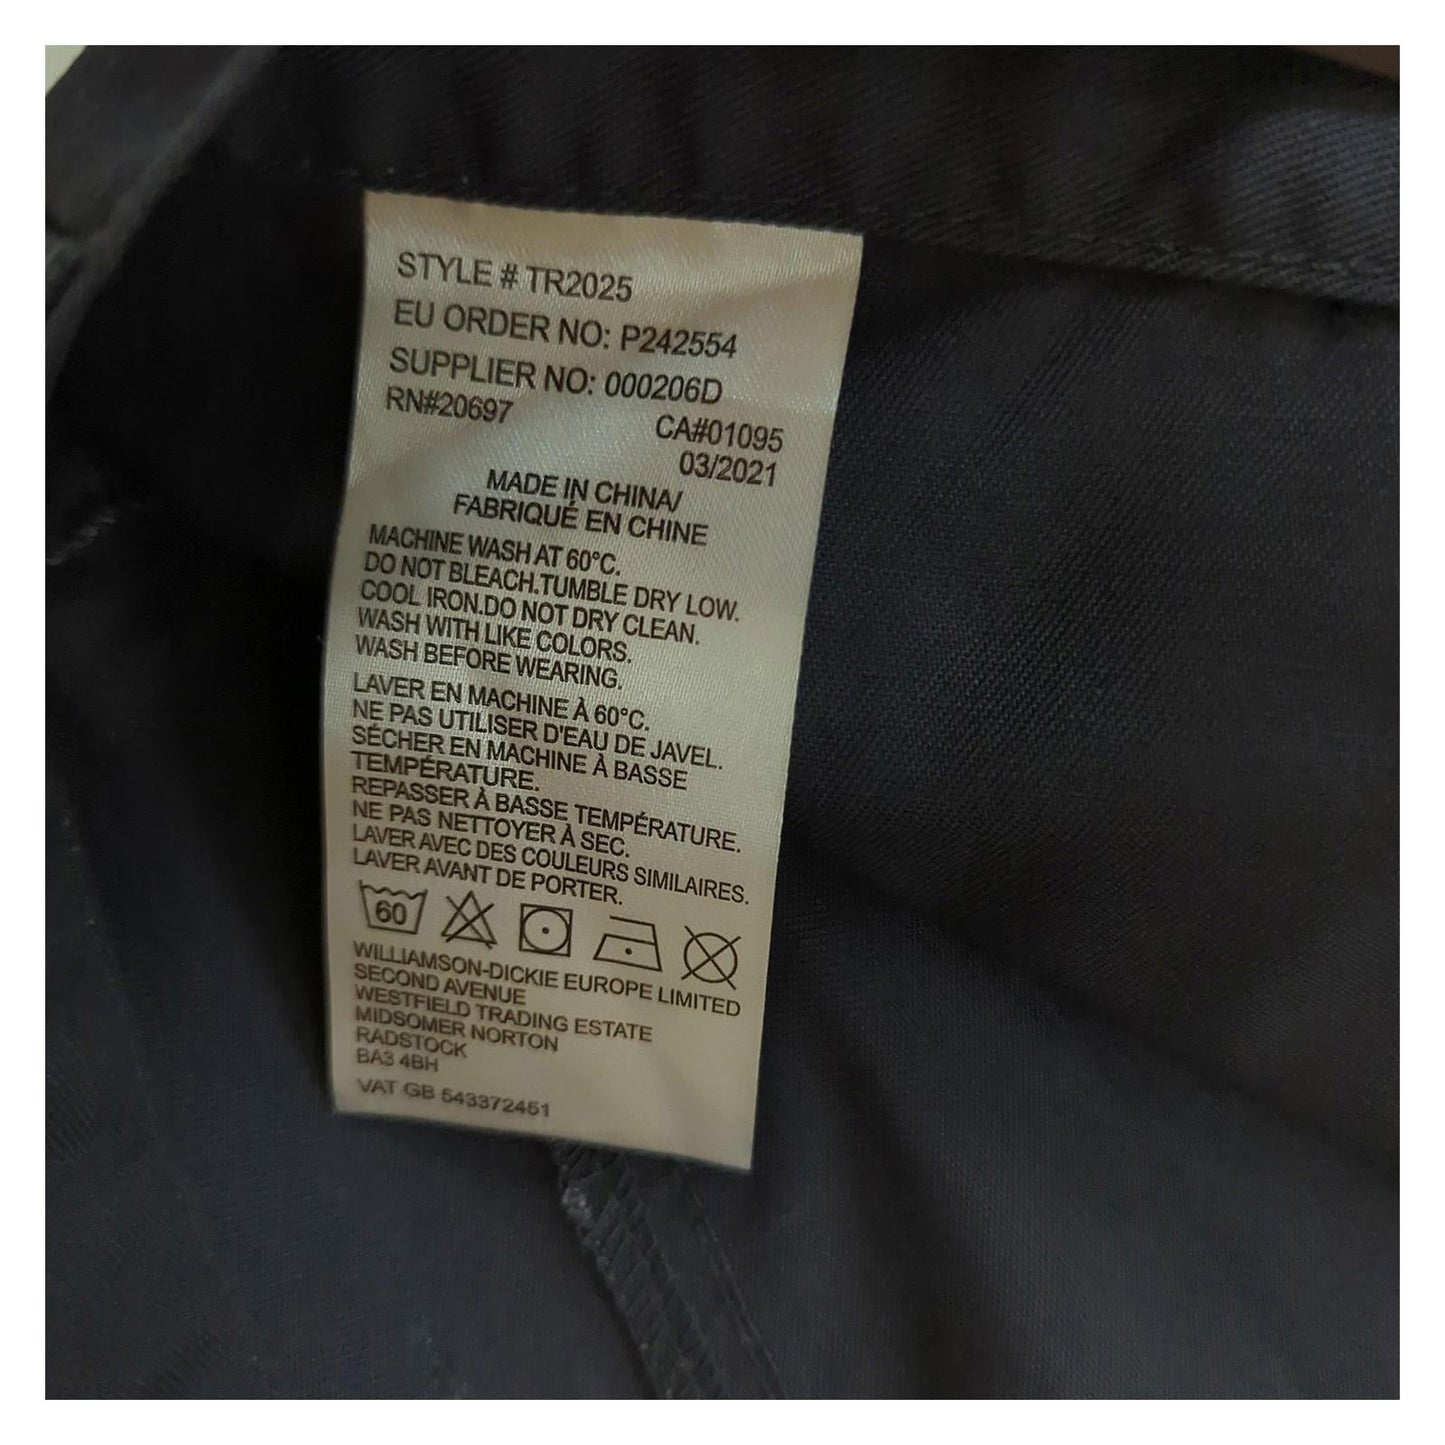 STYLE # TR2025
EU ORDER NO: P242554
SUPPLIER NO: 000206D
RN#20697
CA#01095
03/2021
MADE IN CHINA/
FABRIQUÉ EN CHINE
MACHINE WASH AT 60°C.
DO NOT BLEACH.TUMBLE DRY LOW.
COOL IRON.DO NOT DRY CLEAN.
WASH WITH LIKE COLORS.
WASH BEFORE WEARING.
LAVER EN MACHINE À 60°C.
NE PAS UTILISER D'EAU DE JAVEL.
SÉCHER EN MACHINE À BASSE
TEMPÉRATURE.
REPASSER À BASSE TEMPÉRATURE.
NE PAS NETTOYER À SEC.
LAVER AVEC DES COULEURS SIMILAIRES.
LAVER AVANT DE PORTER.
60
WILLIAMSON-DICKIE EUROPE LIMITED
SECOND AVENUE
WESTFIELD TRADING ESTATE
MIDSOMER NORTON
RADSTOCK
BA3 4BH
VAT GB 543372451